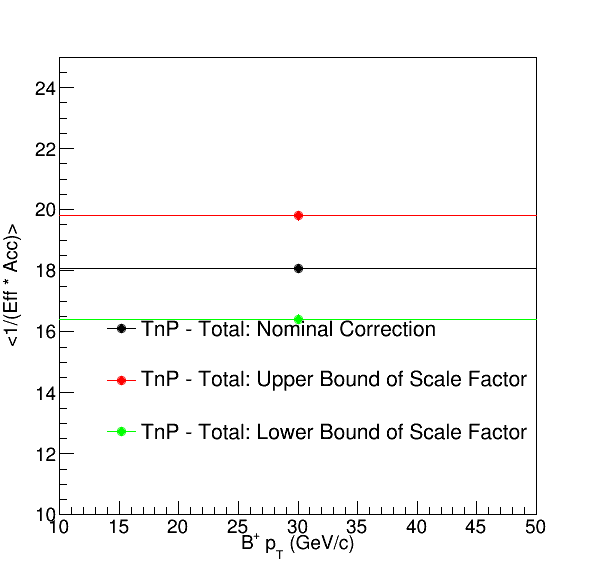 24
22
20
18
16
14
12
10
<1/(Eff * Acc)>
TnP - Total: Nominal Correction
TnP - Total: Upper Bound of Scale Factor
TnP - Total: Lower Bound of Scale Factor
10 15 20 25 30 35 40 45 50
B⁺ p_T (GeV/c)